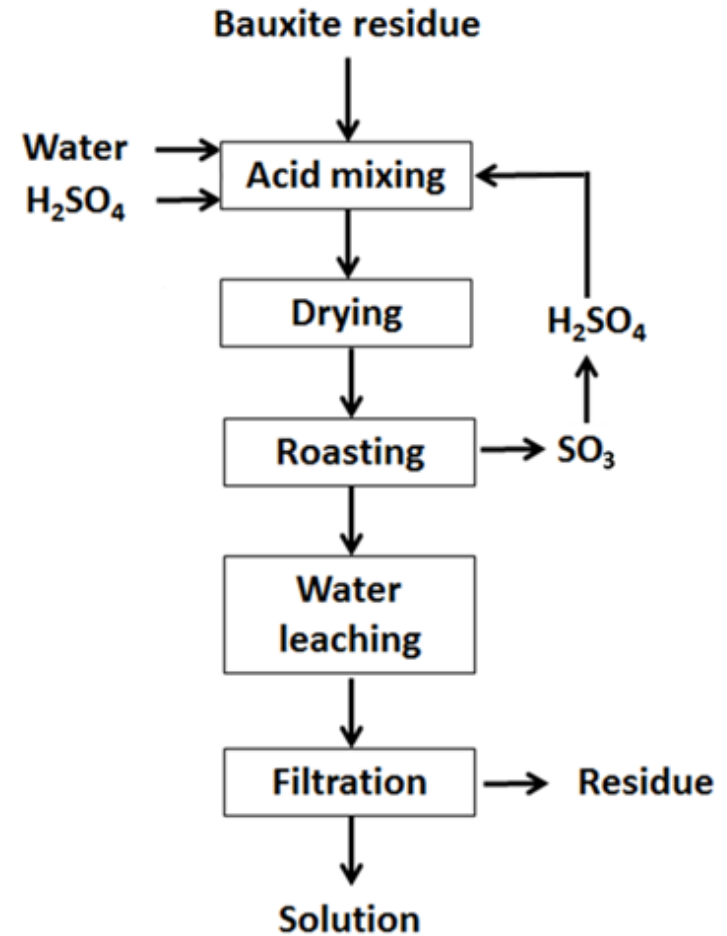 Bauxite residue
Water
H₂SO₄
Acid mixing
Drying
H₂SO₄
Roasting
SO₃
Water
leaching
Filtration
Residue
Solution